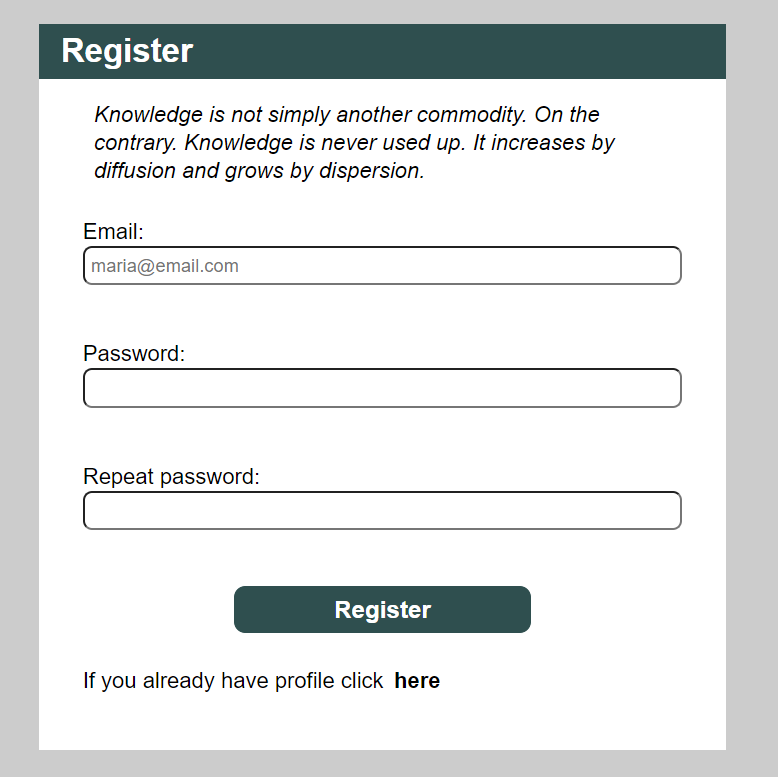 Register
Knowledge is not simply another commodity. On the
contrary. Knowledge is never used up. It increases by
diffusion and grows by dispersion.
Email:
maria@email.com
Password:
Repeat password:
Register
If you already have profile click here